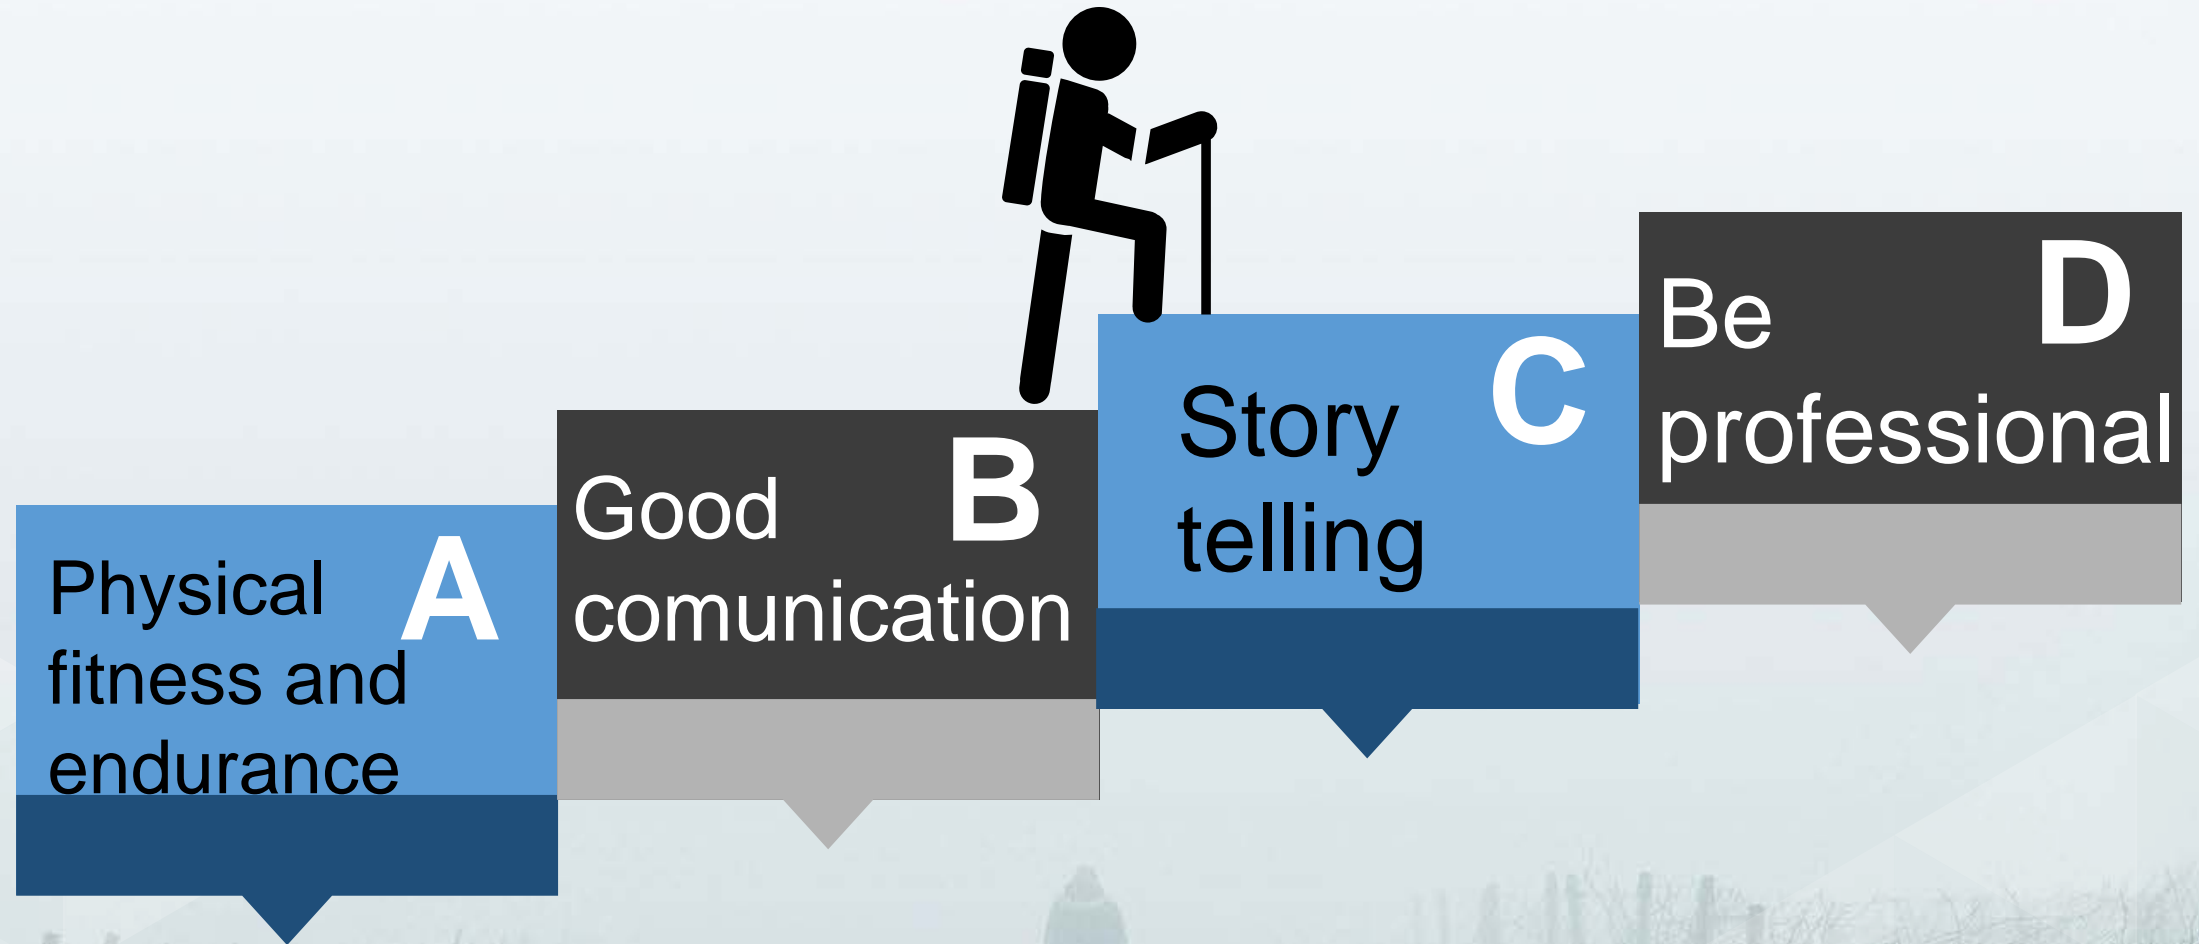 A
Physical
fitness and
endurance
B
Good
comunication
C
Story
telling
D
Be
professional